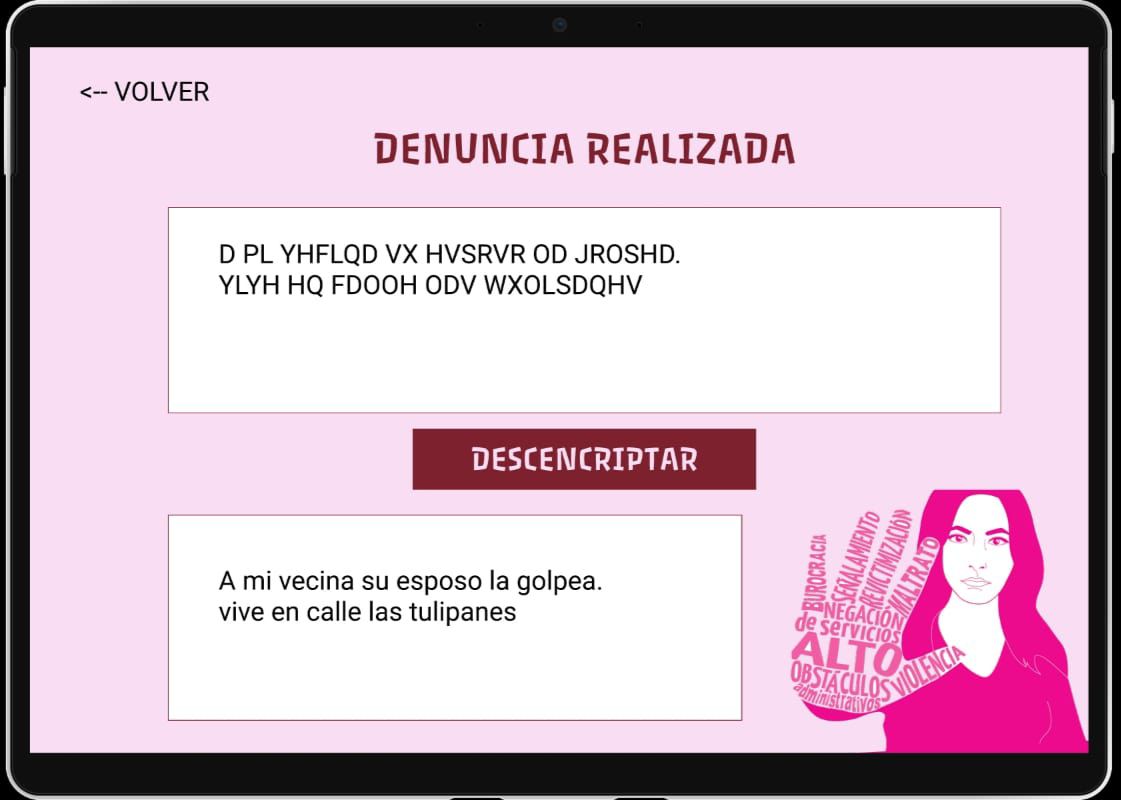 <-- VOLVER
DENUNCIA REALIZADA
D PL YHFLQD VX HVSRVR OD JROSHD.
YLYH HQ FDOOH ODV WXOLSDQHV
DESCENCRIPTAR
A mi vecina su esposo la golpea.
vive en calle las tulipanes
BUROCRACIA
SEÑALAMIENTO
REVICTIMIZACIÓN
MALTRATO
NEGACIÓN
de servicios
ALTO
OBSTÁCULOS
administrativos
VIOLENCIA